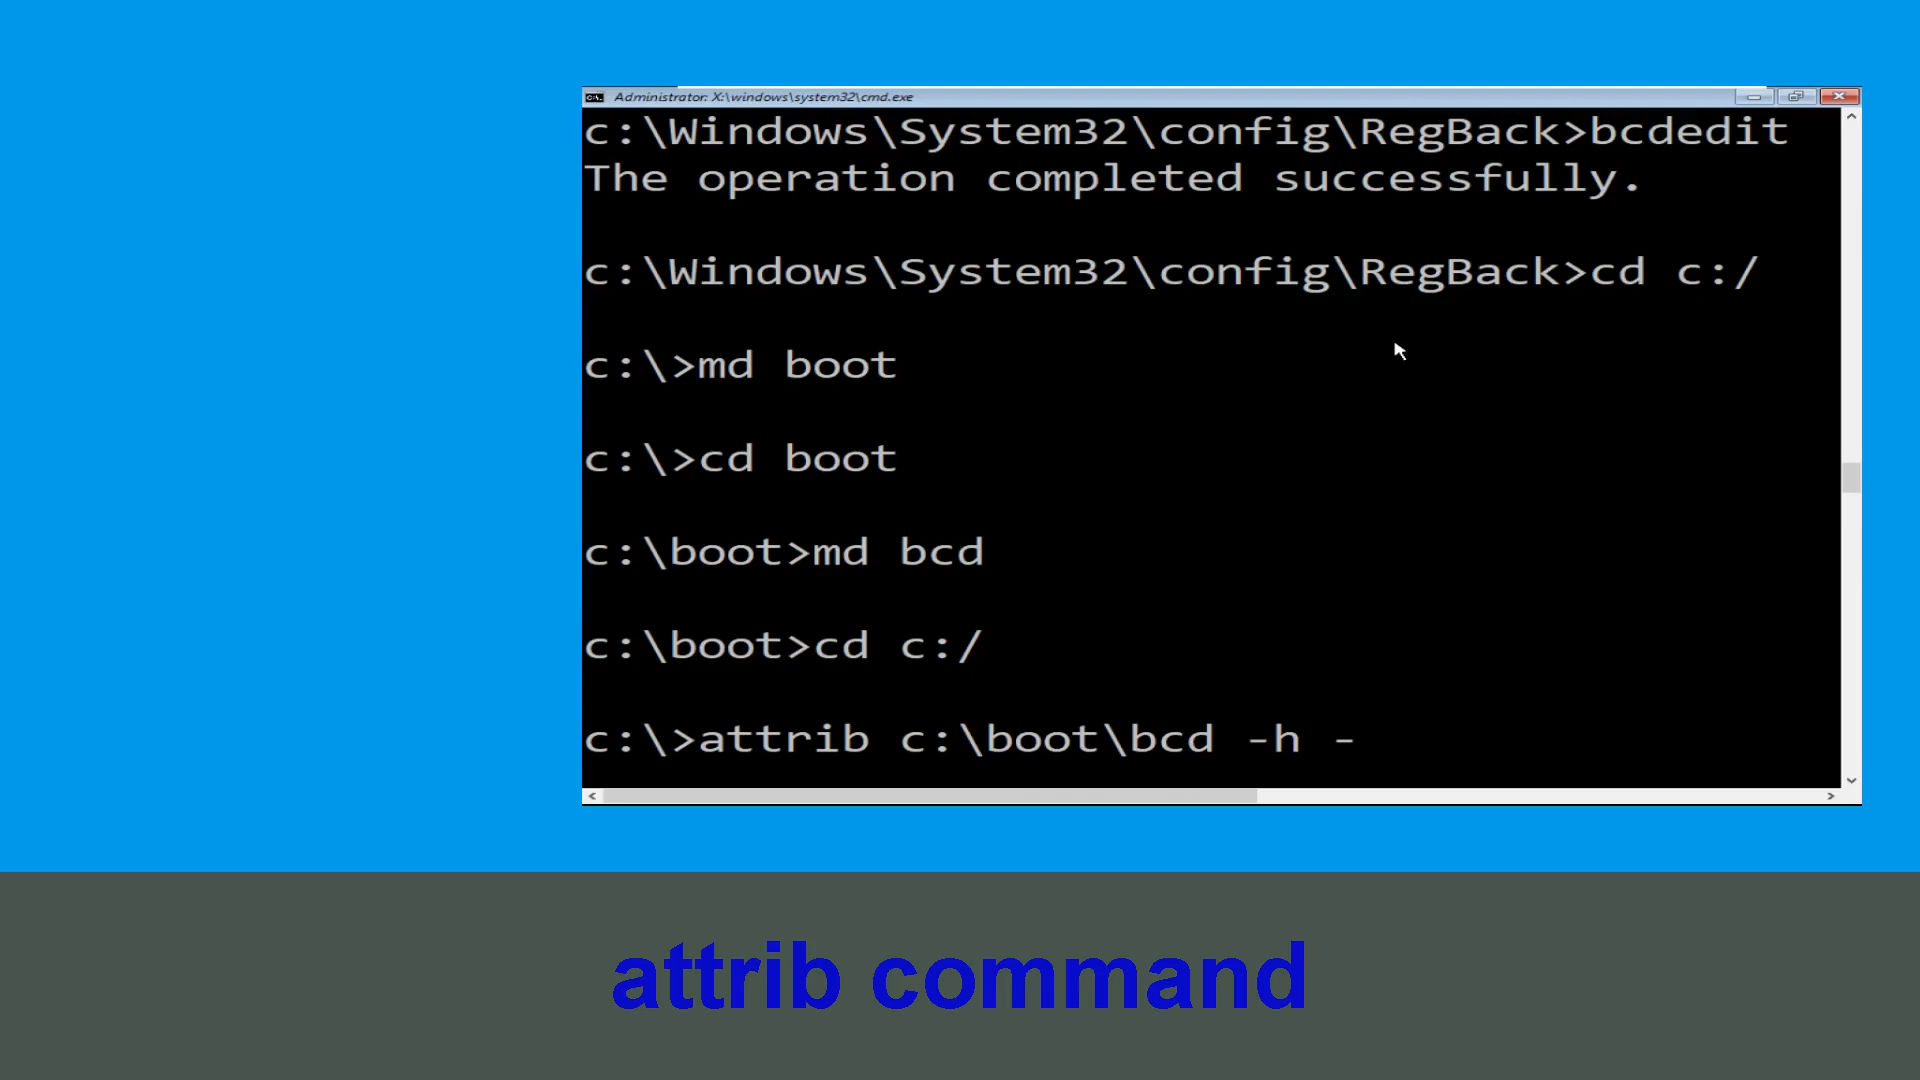 Administrator: X:\windows\system32\cmd.exe
c:\Windows\System32\config\RegBack>bcdedit
The operation completed successfully.
c:\Windows\System32\config\RegBack>cd c:/
c:\>md boot
c:\>cd boot
c:\boot>md bcd
c:\boot>cd c:/
c:\>attrib c:\boot\bcd -h -
attrib command